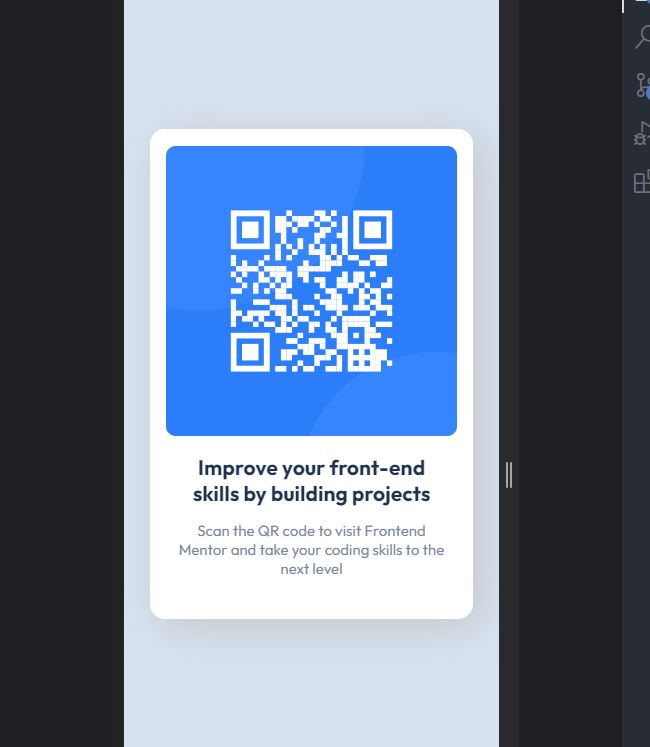 Improve your front-end
skills by building projects
Scan the QR code to visit Frontend
Mentor and take your coding skills to the
next level